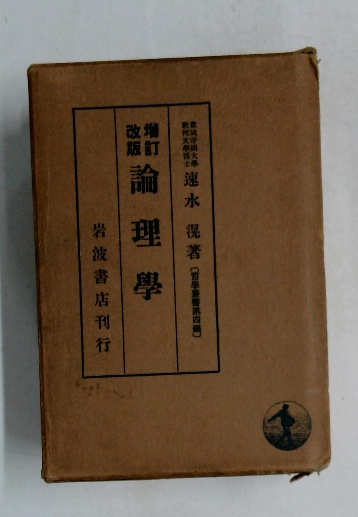 京城帝國大學
敎授文學博士
速水 滉著
〔哲學叢書第四編〕
增訂
改版
論理學
岩波書店刊行